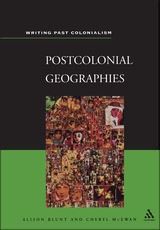 WRITING PAST COLONIALISM
POSTCOLONIAL
GEOGRAPHIES
ALISON BLUNT AND CHERYL McEWAN